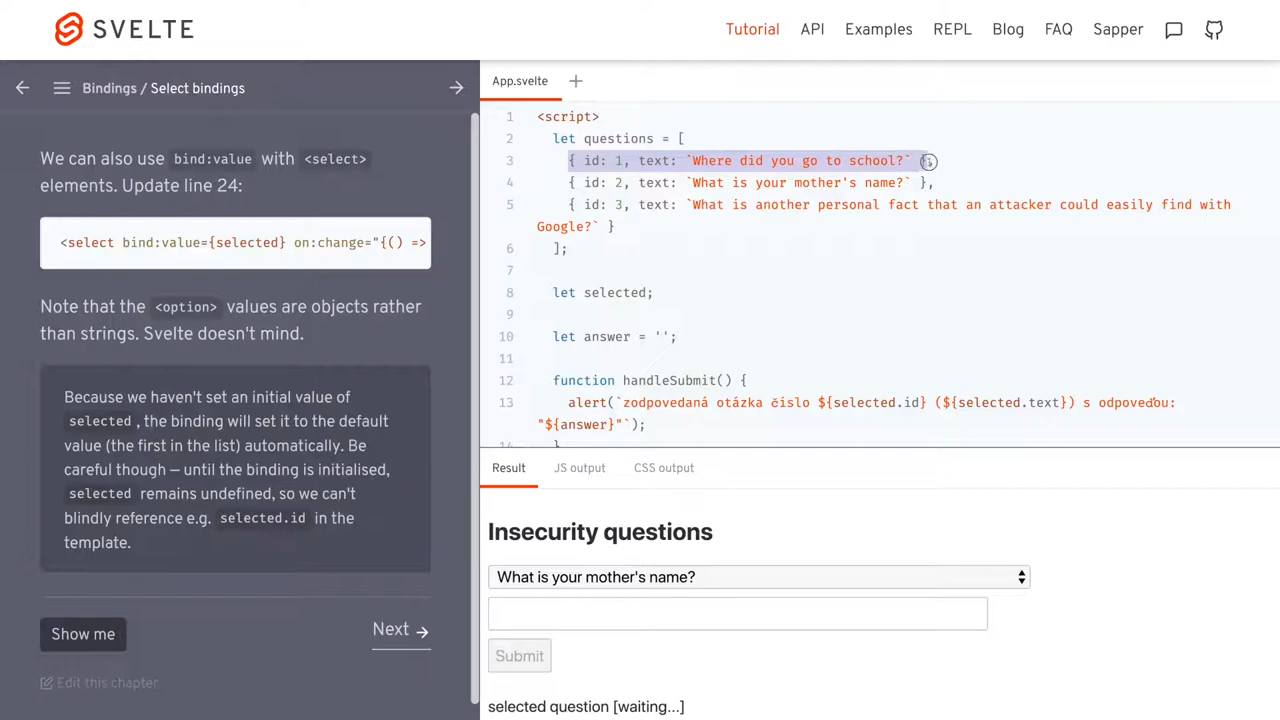 SVELTE
Tutorial API Examples REPL Blog FAQ Sapper
Bindings / Select bindings
We can also use bind:value with <select>
elements. Update line 24:
<select bind:value={selected} on:change="{() =>
Note that the <option> values are objects rather
than strings. Svelte doesn't mind.
Because we haven't set an initial value of
selected, the binding will set it to the default
value (the first in the list) automatically. Be
careful though — until the binding is initialised,
selected remains undefined, so we can't
blindly reference e.g. selected.id in the
template.
Show me
Next
Edit this chapter
App.svelte
1 <script>
2 let questions = [
3 { id: 1, text: `Where did you go to school?` },
4 { id: 2, text: `What is your mother's name?` },
5 { id: 3, text: `What is another personal fact that an attacker could easily find with
Google?` }
6 ];
7
8 let selected;
9
10 let answer = '';
11
12 function handleSubmit() {
13 alert(`zodpovedaná otázka číslo ${selected.id} (${selected.text}) s odpoveďou:
"${answer}"`);
14 }
Result JS output CSS output
Insecurity questions
What is your mother's name?
Submit
selected question [waiting...]